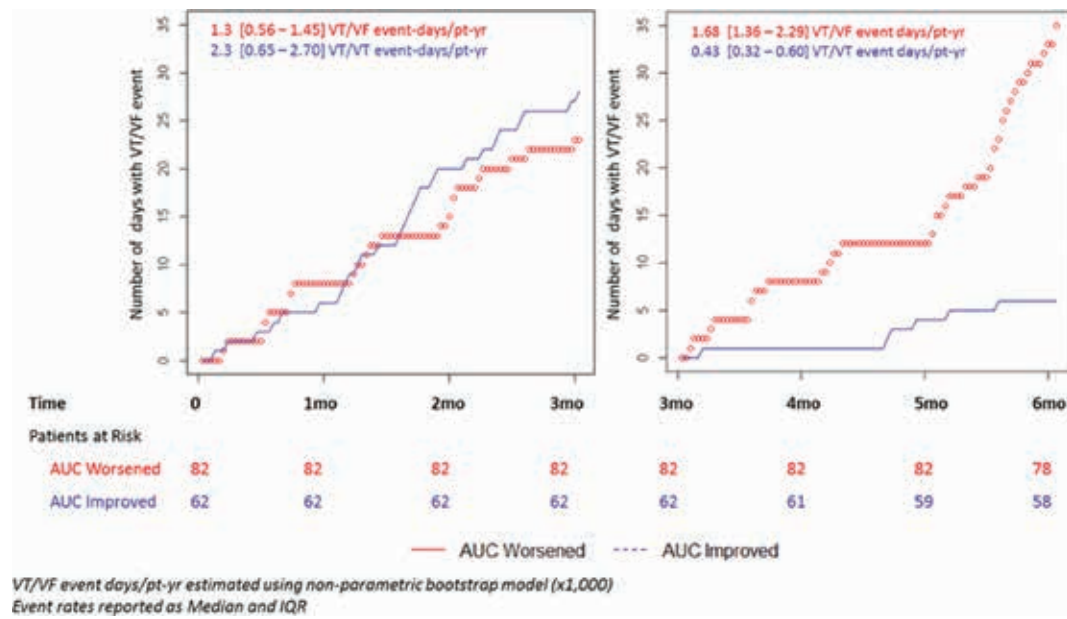 1.3 [0.56 – 1.45] VT/VF event-days/pt-yr
2.3 [0.65 – 2.70] VT/VT event-days/pt-yr
Number of days with VT/VF event
0 5 10 15 20 25 30 35
1.68 [1.36 – 2.29] VT/VF event days/pt-yr
0.43 [0.32 – 0.60] VT/VT event days/pt-yr
Number of days with VT/VF event
0 5 10 15 20 25 30 35
Time 0 1mo 2mo 3mo 3mo 4mo 5mo 6mo
Patients at Risk
AUC Worsened 82 82 82 82 82 82 82 78
AUC Improved 62 62 62 62 62 61 59 58
AUC Worsened AUC Improved
VT/VF event days/pt-yr estimated using non-parametric bootstrap model (x1,000)
Event rates reported as Median and IQR